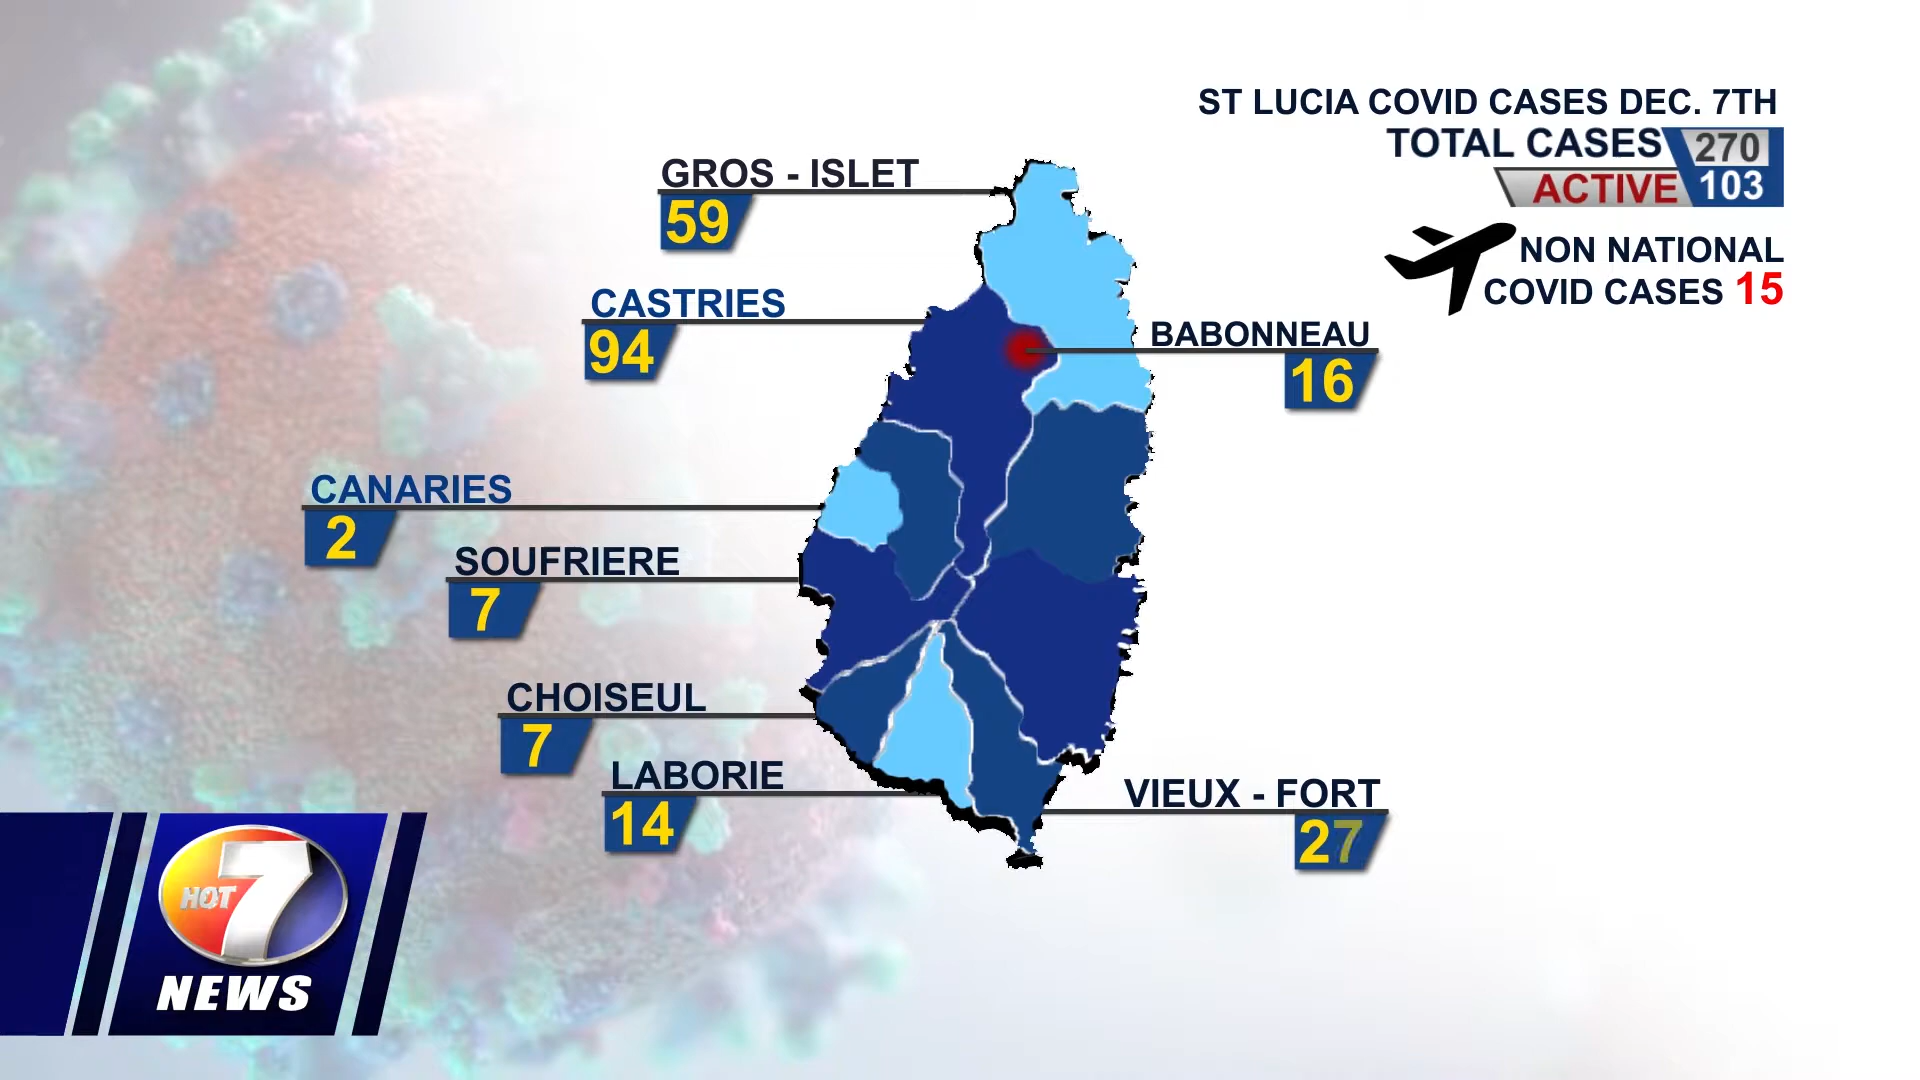 ST LUCIA COVID CASES DEC. 7TH
TOTAL CASES 270
ACTIVE 103
NON NATIONAL
COVID CASES 15
GROS - ISLET
59
CASTRIES
94
BABONNEAU
16
CANARIES
2
SOUFRIERE
7
CHOISEUL
7
LABORIE
14
VIEUX - FORT
27
HOT 7
NEWS